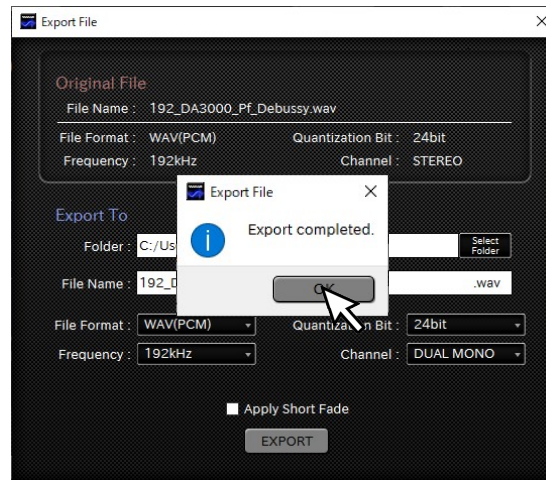 Export File
Original File
File Name : 192_DA3000_Pf_Debussy.wav
File Format : WAV(PCM) Quantization Bit : 24bit
Frequency : 192kHz Channel : STEREO
Export File
Export completed.
Export To
Folder : C:/Us Select Folder
File Name : 192_D .wav
File Format : WAV(PCM) Quantization Bit : 24bit
Frequency : 192kHz Channel : DUAL MONO
Apply Short Fade
EXPORT